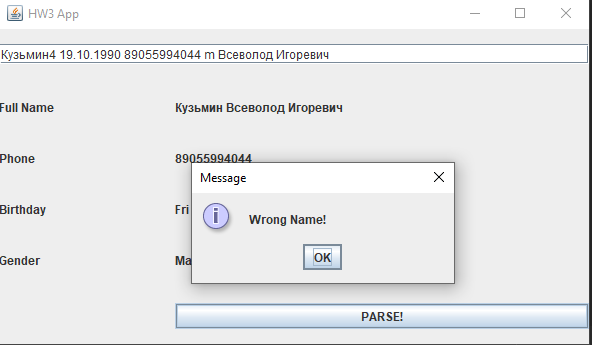 HW3 App
Кузьмин4 19.10.1990 89055994044 m Всеволод Игоревич
Full Name Кузьмин Всеволод Игоревич
Phone 89055994044
Message
Birthday Fri
Wrong Name!
OK
Gender Ma
PARSE!